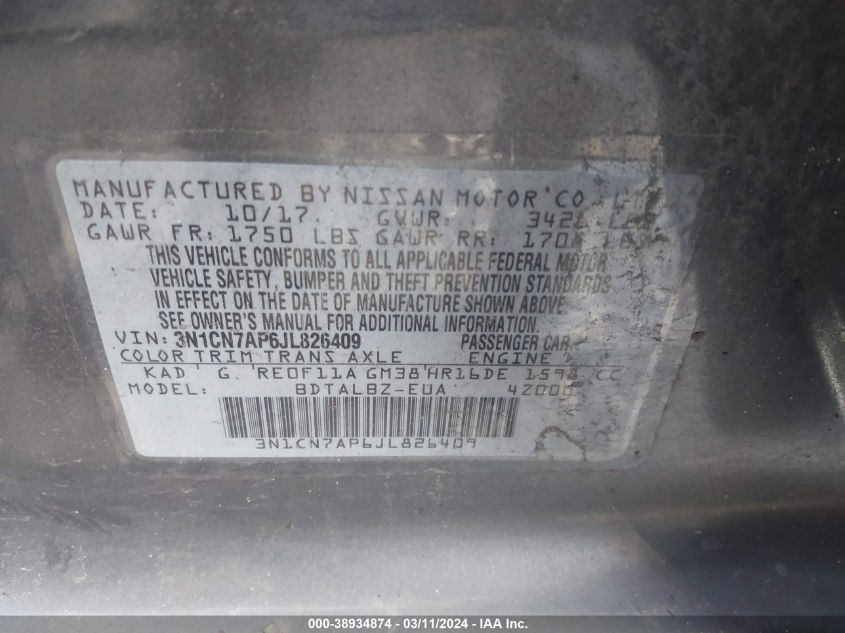 MANUFACTURED BY NISSAN MOTOR CO
DATE: 10/17. GVWR:
GAWR FR: 1750 LBS GAWR RR:
THIS VEHICLE CONFORMS TO ALL APPLICABLE FEDERAL MOTOR
VEHICLE SAFETY, BUMPER AND THEFT PREVENTION STANDARDS
IN EFFECT ON THE DATE OF MANUFACTURE SHOWN ABOVE.
SEE OWNER'S MANUAL FOR ADDITIONAL INFORMATION.
VIN: 3N1CN7AP6JL826409 PASSENGER CAR
COLOR TRIM TRANS AXLE ENGINE
KAD G RE0F11A GM38 HR16DE 1598 CC
MODEL: BDTALBZ-EUA
3N1CN7AP6JL826409
000-38934874 - 03/11/2024 - IAA Inc.